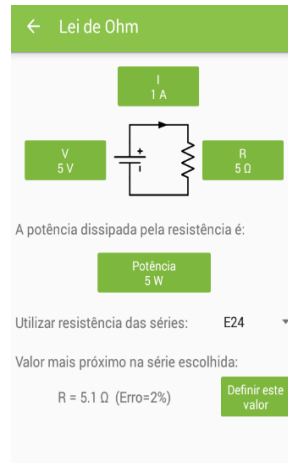 Lei de Ohm
I
1 A
V
5 V
+
−
R
5 Ω
A potência dissipada pela resistência é:
Potência
5 W
Utilizar resistência das séries: E24
Valor mais próximo na série escolhida:
R = 5.1 Ω (Erro=2%)
Definir este
valor